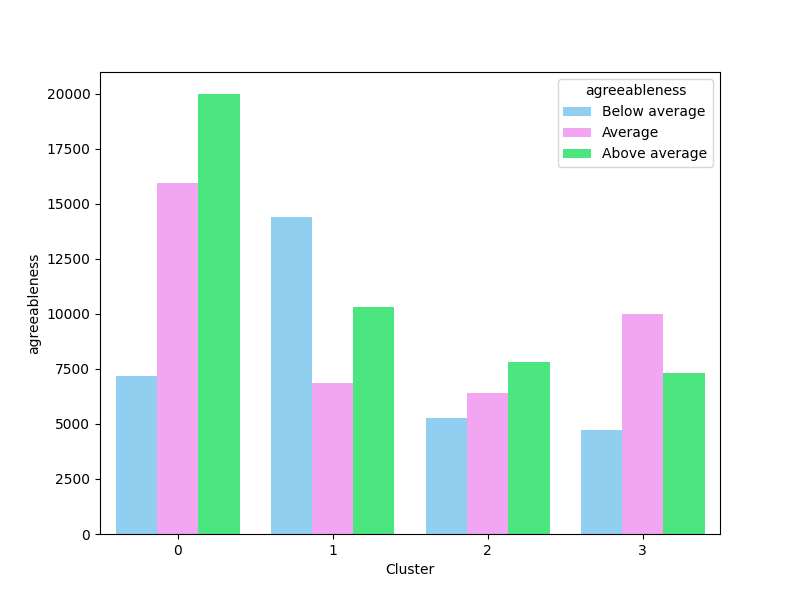 agreeableness
Below average
Average
Above average
20000
17500
15000
12500
10000
7500
5000
2500
0
agreeableness
0 1 2 3
Cluster